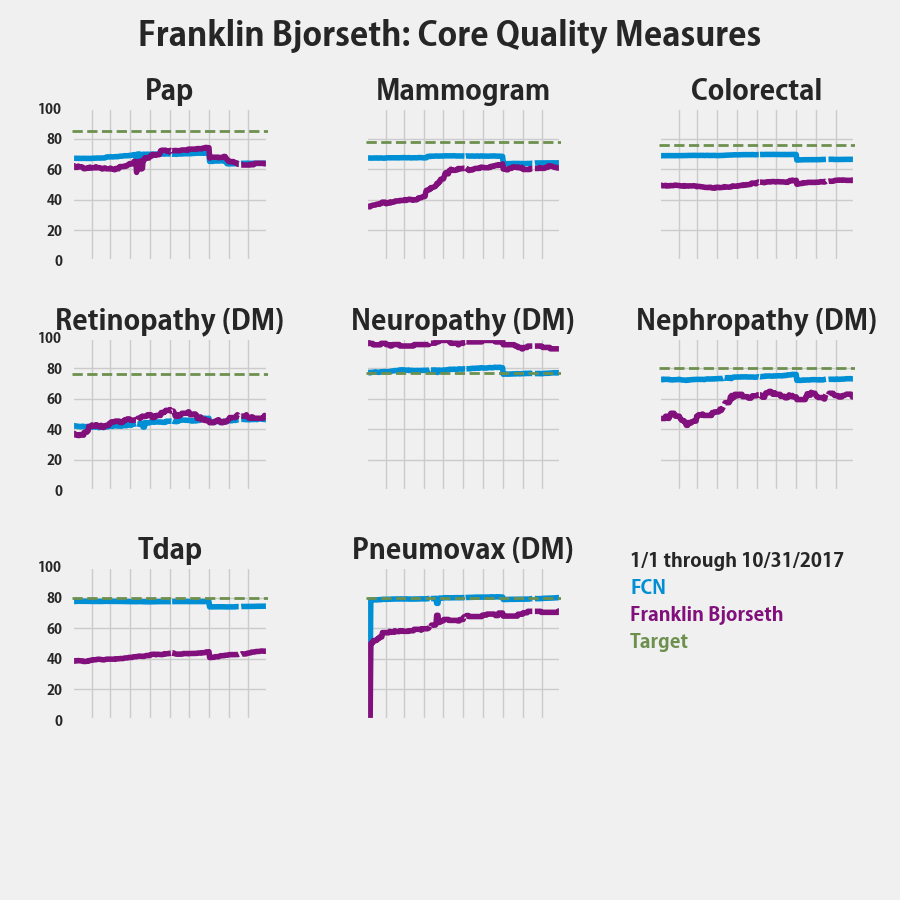 Franklin Bjorseth: Core Quality Measures
Pap
Mammogram
Colorectal
100
80
60
40
20
0
Retinopathy (DM)
Neuropathy (DM)
Nephropathy (DM)
100
80
60
40
20
0
Tdap
Pneumovax (DM)
100
80
60
40
20
0
1/1 through 10/31/2017
FCN
Franklin Bjorseth
Target